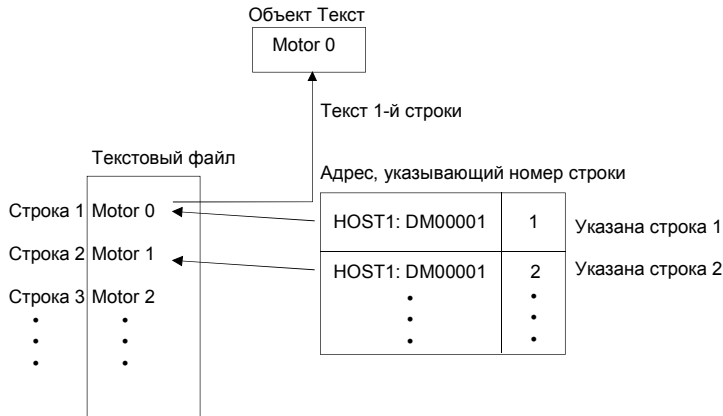 Объект Текст
Motor 0
Текст 1-й строки
Текстовый файл
Адрес, указывающий номер строки
Строка 1 Motor 0
HOST1: DM00001 1 Указана строка 1
Строка 2 Motor 1
HOST1: DM00001 2 Указана строка 2
Строка 3 Motor 2